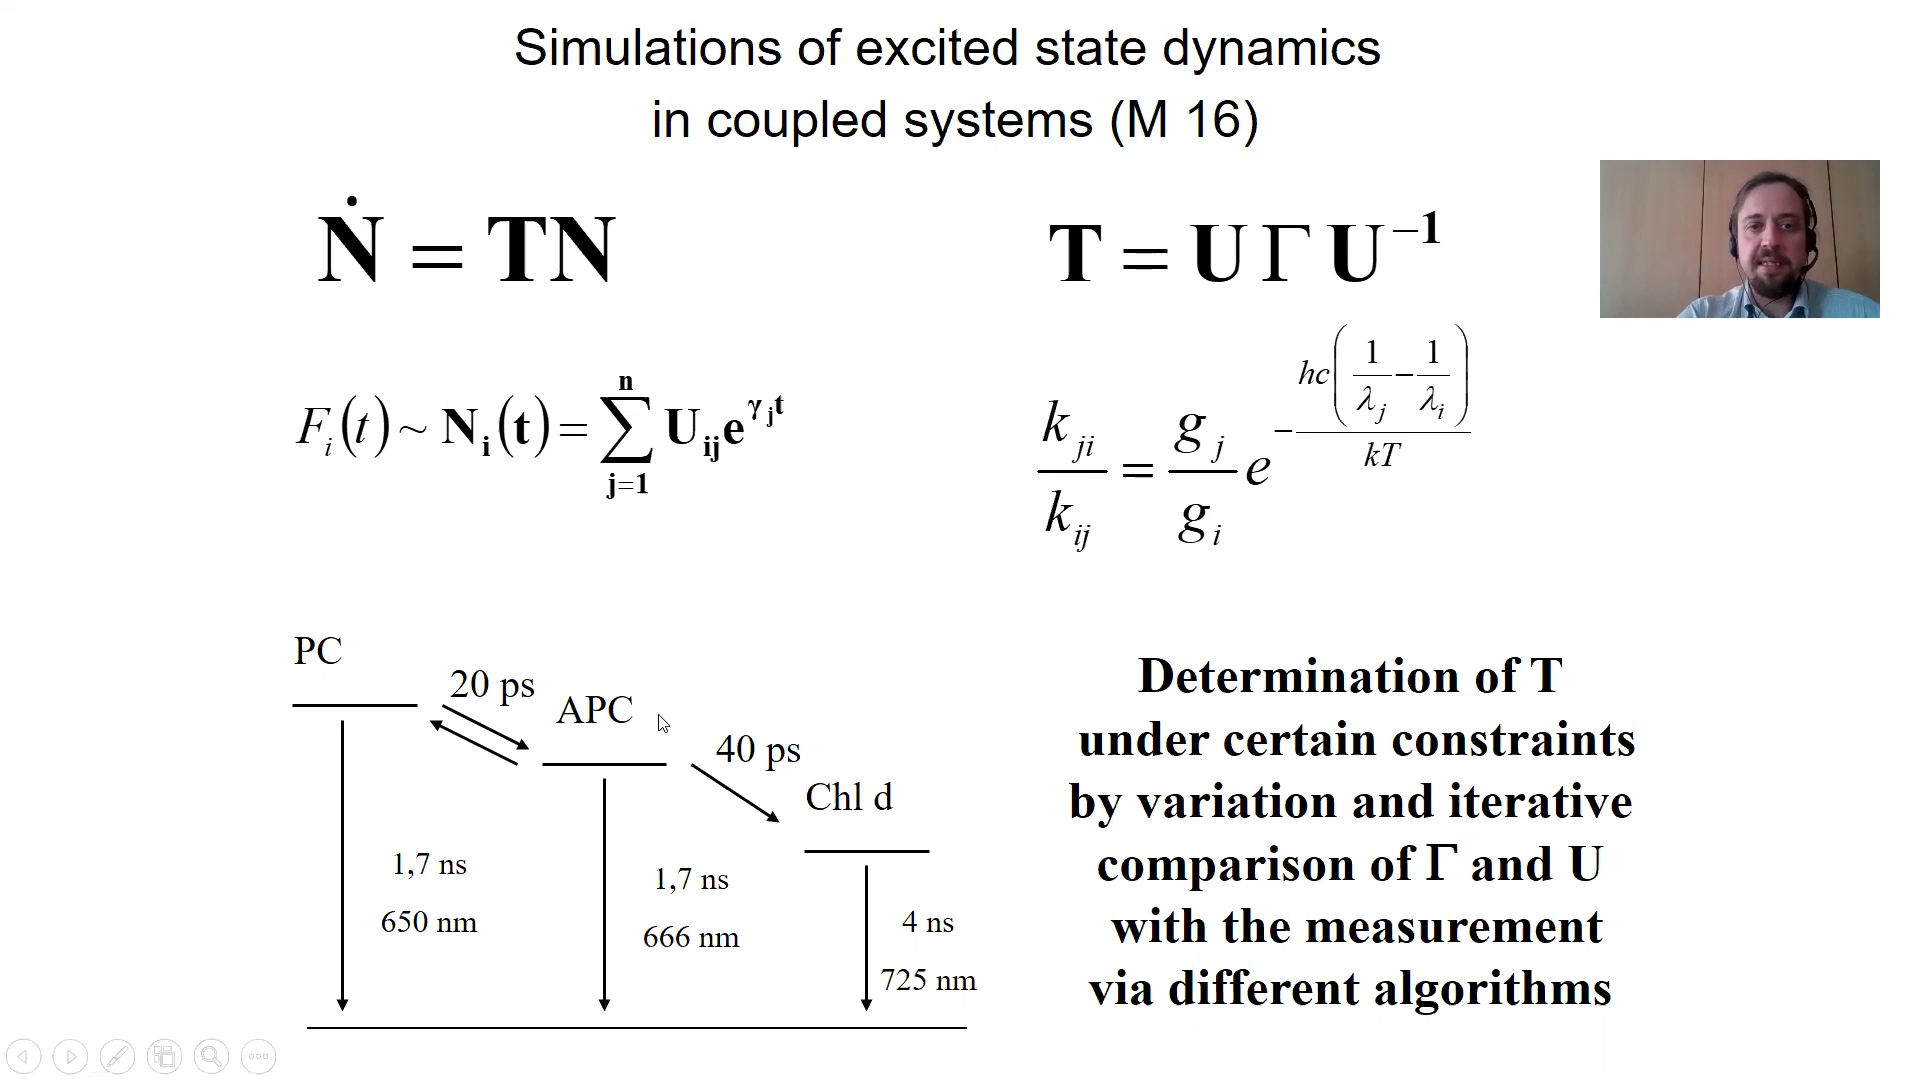 Simulations of excited state dynamics
in coupled systems (M 16)
Ṅ = TN
T = U Γ U⁻¹
F_i(t) ~ N_i(t) = ∑_{j=1}^{n} U_ij e^{γ_j t}
k_ji / k_ij = g_j / g_i e^{−hc(1/λ_j − 1/λ_i) / kT}
PC
20 ps
APC
40 ps
Chl d
1,7 ns
650 nm
1,7 ns
666 nm
4 ns
725 nm
Determination of T
under certain constraints
by variation and iterative
comparison of Γ and U
with the measurement
via different algorithms